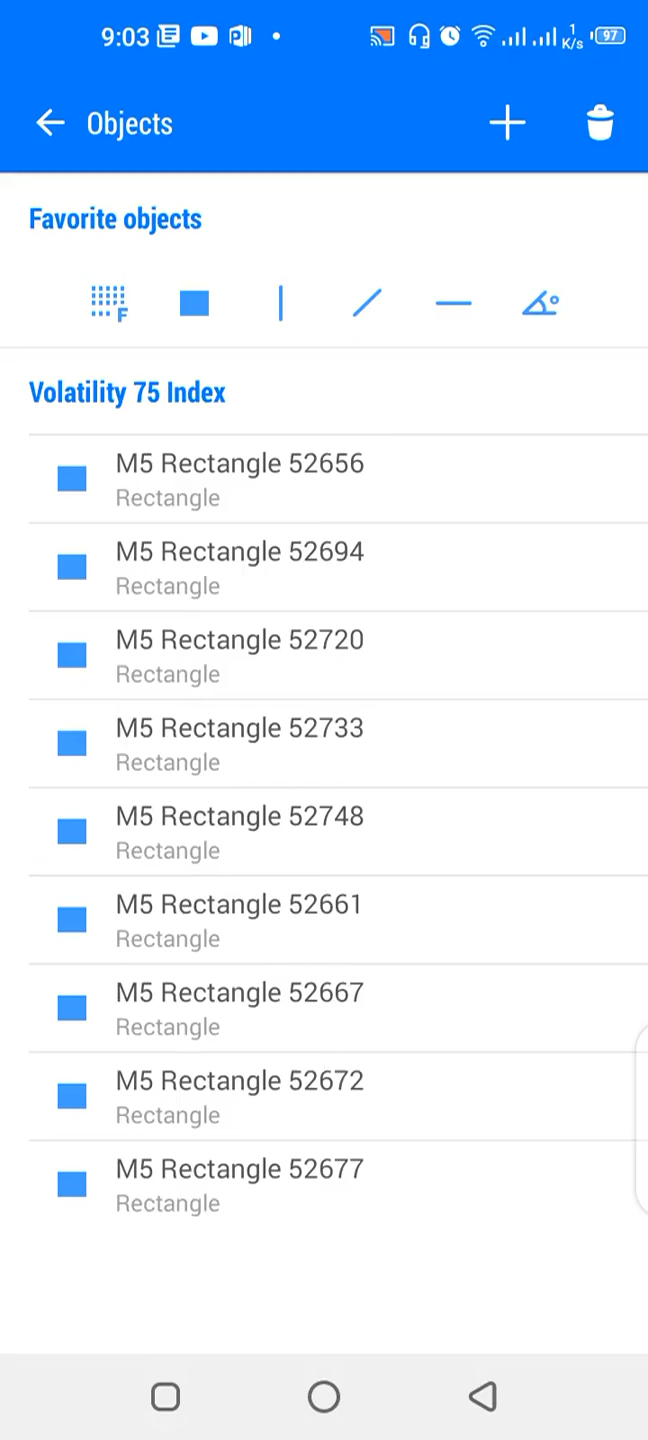 9:03
1
K/s
97
Objects
Favorite objects
F
Volatility 75 Index
M5 Rectangle 52656
Rectangle
M5 Rectangle 52694
Rectangle
M5 Rectangle 52720
Rectangle
M5 Rectangle 52733
Rectangle
M5 Rectangle 52748
Rectangle
M5 Rectangle 52661
Rectangle
M5 Rectangle 52667
Rectangle
M5 Rectangle 52672
Rectangle
M5 Rectangle 52677
Rectangle